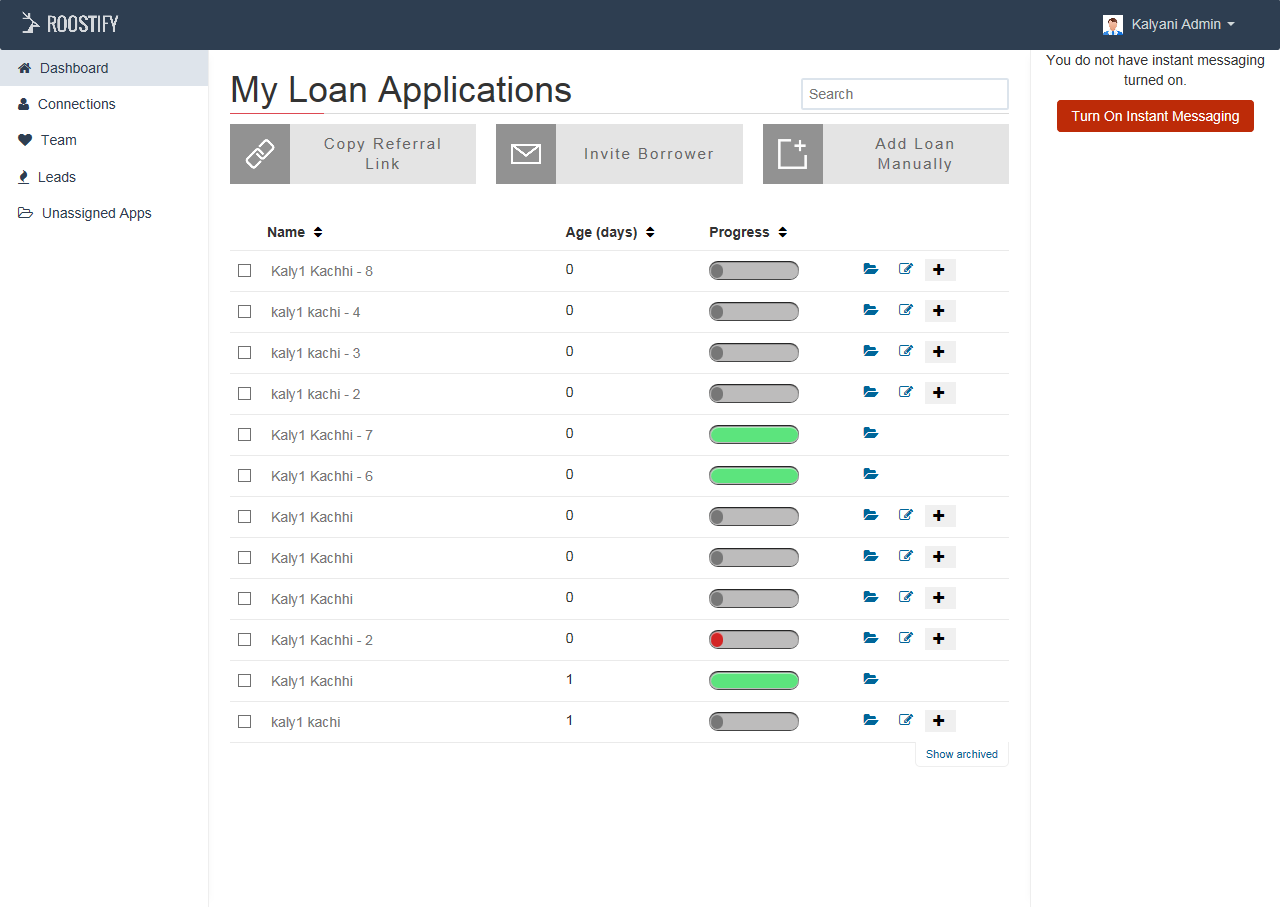 ROOSTIFY
Kalyani Admin
Dashboard
Connections
Team
Leads
Unassigned Apps
My Loan Applications
Search
Copy Referral
Link
Invite Borrower
Add Loan
Manually
Name Age (days) Progress
Kaly1 Kachhi - 8 0
kaly1 kachi - 4 0
kaly1 kachi - 3 0
kaly1 kachi - 2 0
Kaly1 Kachhi - 7 0
Kaly1 Kachhi - 6 0
Kaly1 Kachhi 0
Kaly1 Kachhi 0
Kaly1 Kachhi 0
Kaly1 Kachhi - 2 0
Kaly1 Kachhi 1
kaly1 kachi 1
Show archived
You do not have instant messaging
turned on.
Turn On Instant Messaging